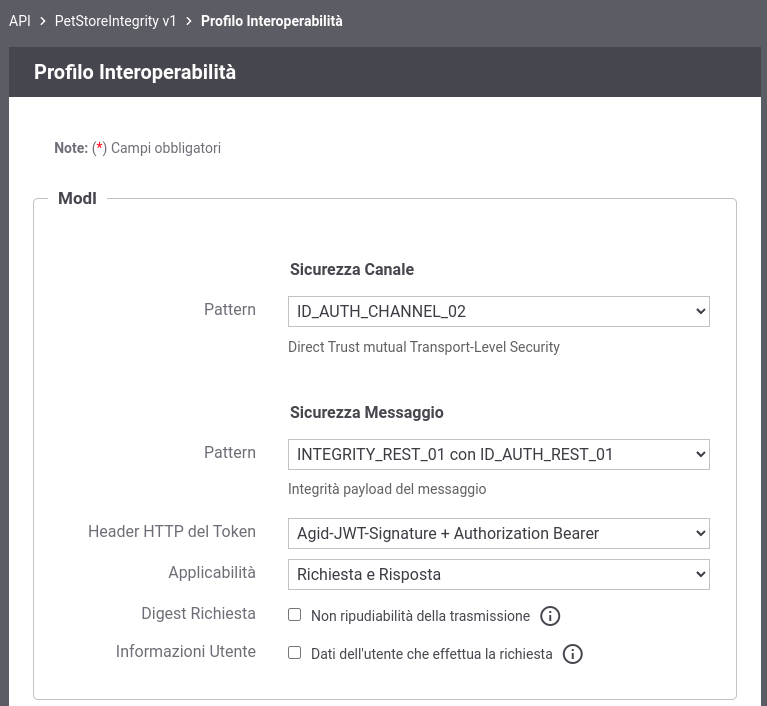 API > PetStoreIntegrity v1 > Profilo Interoperabilità
Profilo Interoperabilità
Note: (*) Campi obbligatori
ModI
Sicurezza Canale
Pattern ID_AUTH_CHANNEL_02
Direct Trust mutual Transport-Level Security
Sicurezza Messaggio
Pattern INTEGRITY_REST_01 con ID_AUTH_REST_01
Integrità payload del messaggio
Header HTTP del Token Agid-JWT-Signature + Authorization Bearer
Applicabilità Richiesta e Risposta
Digest Richiesta Non ripudiabilità della trasmissione
Informazioni Utente Dati dell'utente che effettua la richiesta